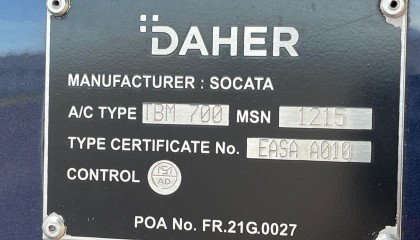 DAHER
MANUFACTURER : SOCATA
A/C TYPE TBM 700 MSN 1215
TYPE CERTIFICATE No. EASA A010
CONTROL AD
POA No. FR.21G.0027